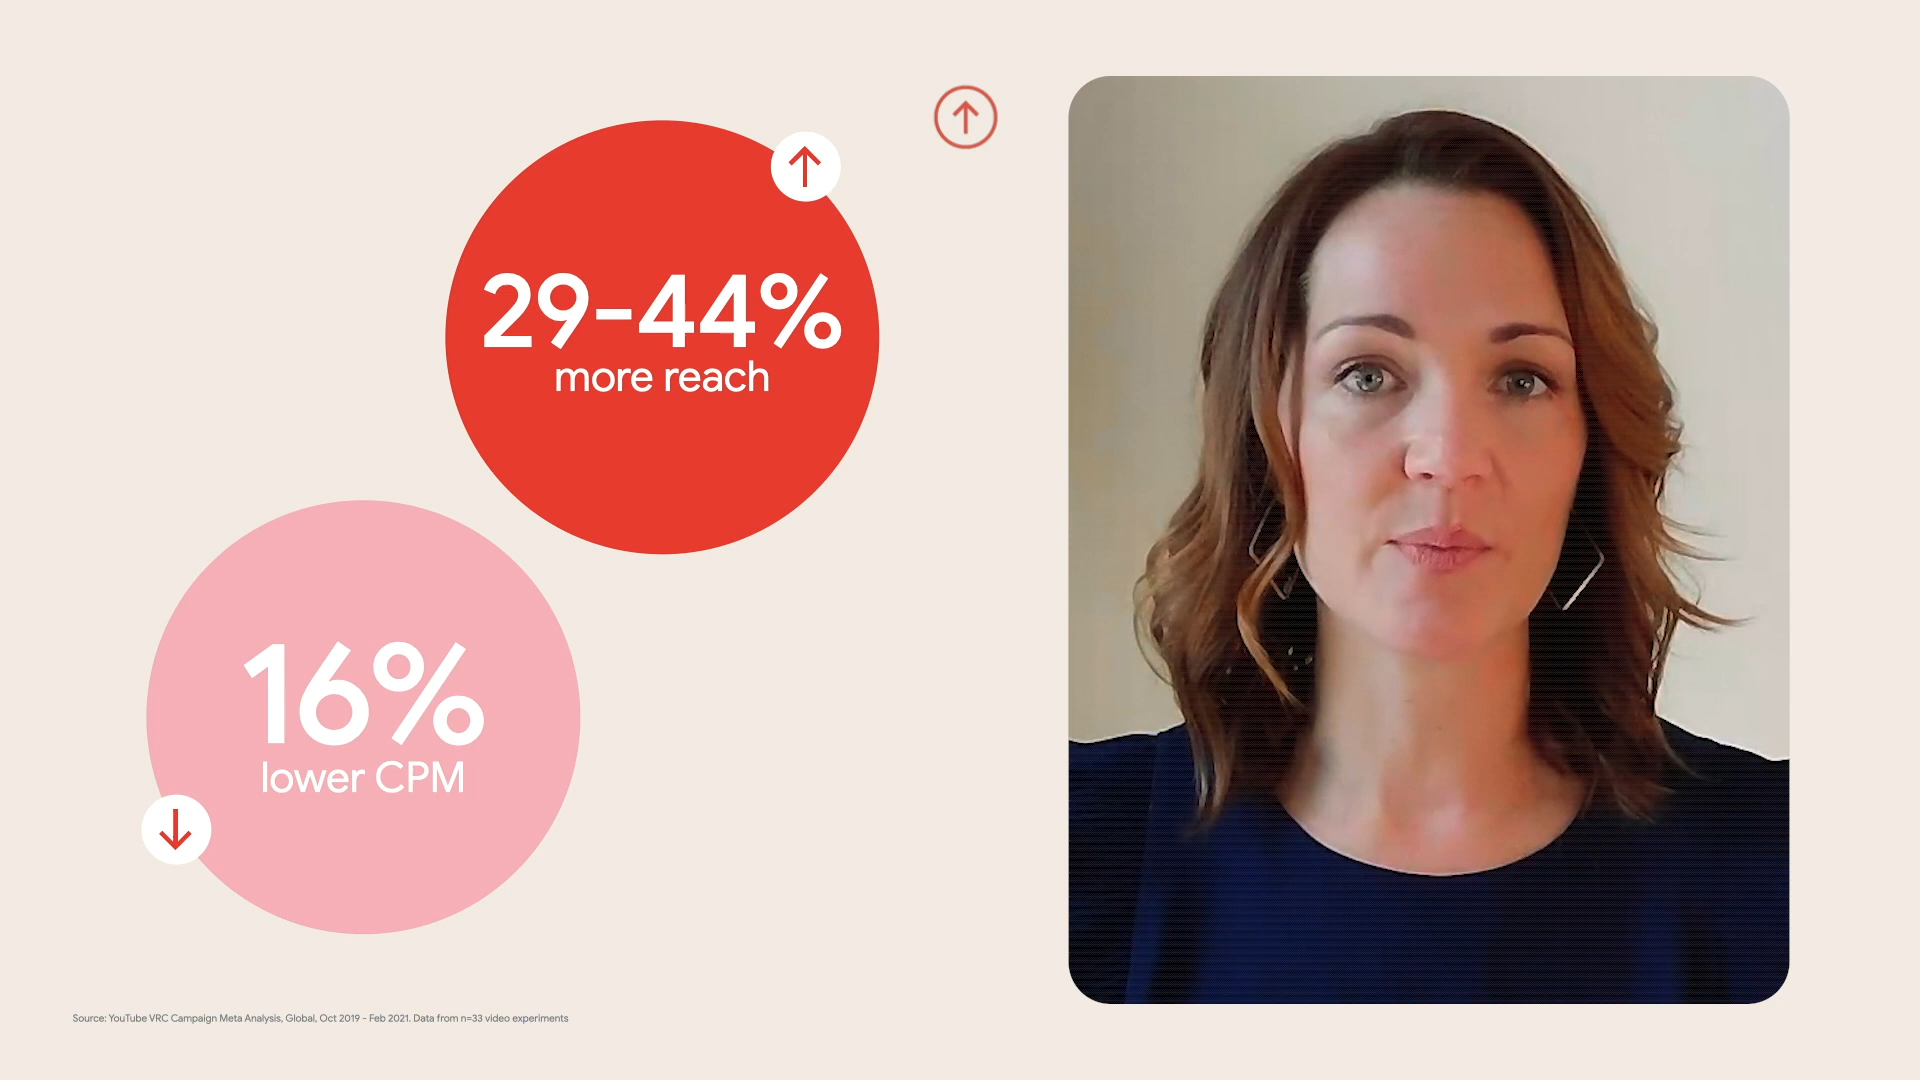 29-44%
more reach
16%
lower CPM
Source: YouTube VRC Campaign Meta Analysis, Global, Oct 2019 - Feb 2021. Data from n=33 video experiments